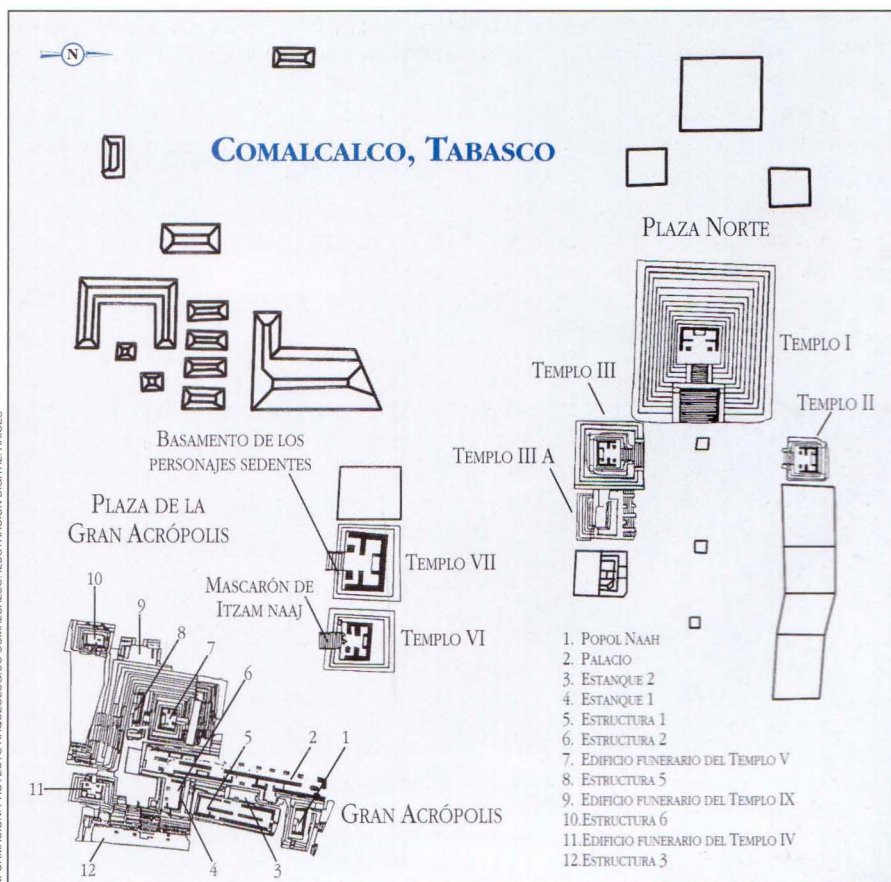 N
COMALCALCO, TABASCO
PLAZA NORTE
TEMPLO I
TEMPLO III
TEMPLO II
TEMPLO III A
BASAMENTO DE LOS
PERSONAJES SEDENTES
PLAZA DE LA
GRAN ACRÓPOLIS
TEMPLO VII
MASCARÓN DE
ITZAM NAAJ
TEMPLO VI
10
9
8
7
6
5
2
1
11
GRAN ACRÓPOLIS
12
4
3
1. POPOL NAAH
2. PALACIO
3. ESTANQUE 2
4. ESTANQUE 1
5. ESTRUCTURA 1
6. ESTRUCTURA 2
7. EDIFICIO FUNERARIO DEL TEMPLO V
8. ESTRUCTURA 5
9. EDIFICIO FUNERARIO DEL TEMPLO IX
10.ESTRUCTURA 6
11.EDIFICIO FUNERARIO DEL TEMPLO IV
12.ESTRUCTURA 3